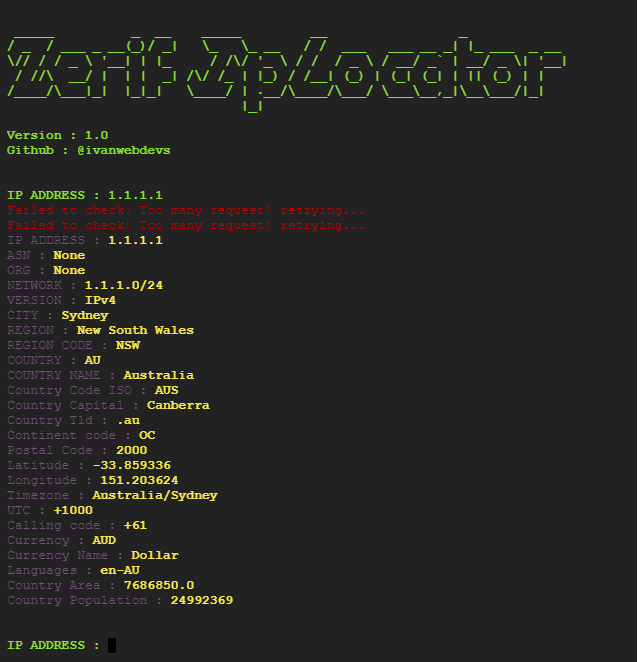 Zeif IpLocator
Version : 1.0
Github : @ivanwebdevs
IP ADDRESS : 1.1.1.1
Failed to check! Too many request! retrying...
Failed to check! Too many request! retrying...
IP ADDRESS : 1.1.1.1
ASN : None
ORG : None
NETWORK : 1.1.1.0/24
VERSION : IPv4
CITY : Sydney
REGION : New South Wales
REGION CODE : NSW
COUNTRY : AU
COUNTRY NAME : Australia
Country Code ISO : AUS
Country Capital : Canberra
Country Tld : .au
Continent code : OC
Postal Code : 2000
Latitude : -33.859336
Longitude : 151.203624
Timezone : Australia/Sydney
UTC : +1000
Calling code : +61
Currency : AUD
Currency Name : Dollar
Languages : en-AU
Country Area : 7686850.0
Country Population : 24992369
IP ADDRESS :